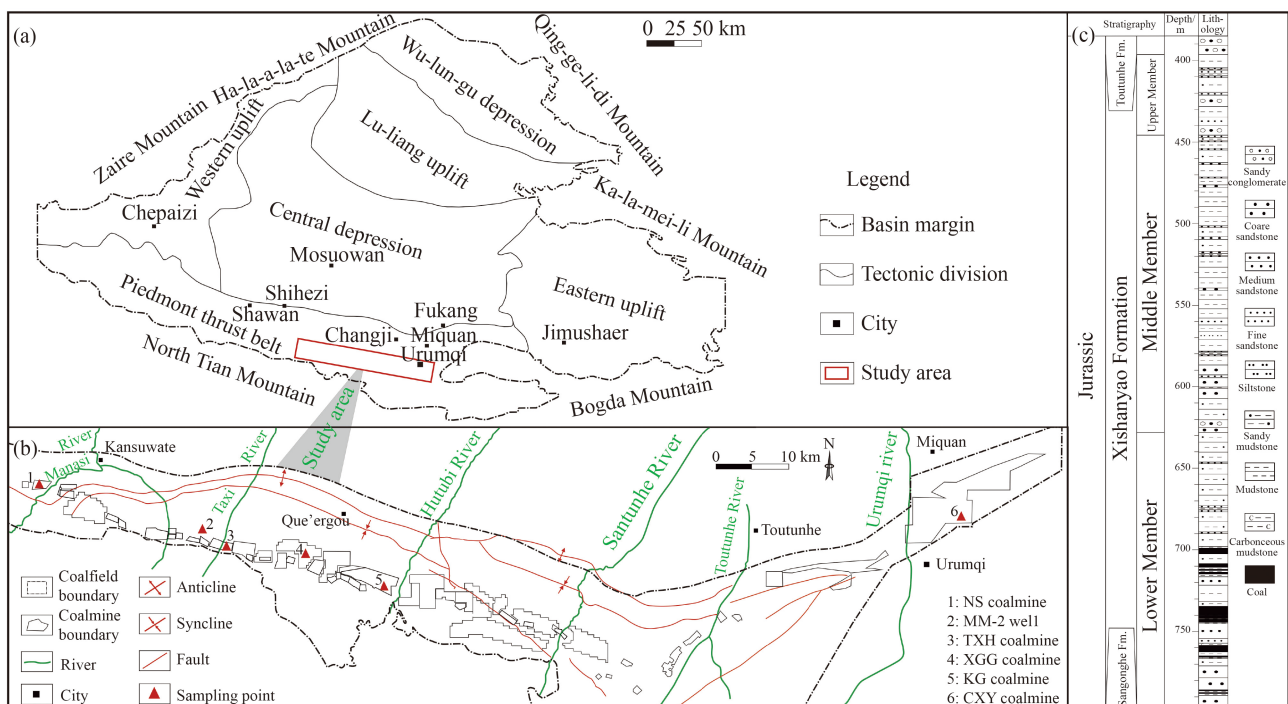 (a)
0 25 50 km
Zaire Mountain
Ha-la-a-la-te Mountain
Qing-ge-li-di Mountain
Wu-lun-gu depression
Western uplift
Lu-liang uplift
Ka-la-mei-li Mountain
Chepaizi
Central depression
Mosuowan
Eastern uplift
Piedmont thrust belt
Shihezi
Shawan
Fukang
Changji
Miquan
Urumqi
Jimushaer
North Tian Mountain
Bogda Mountain
Legend
Basin margin
Tectonic division
City
Study area
Study area
(b)
Kansuwate
Manasi River
Taxi River
Hutubi River
Santunhe River
Toutunhe River
Urumqi river
0 5 10 km
N
Miquan
Que'ergou
Toutunhe
Urumqi
1
2
3
4
5
6
Coalfield
boundary
Coalmine
boundary
River
City
Anticline
Syncline
Fault
Sampling point
1: NS coalmine
2: MM-2 well
3: TXH coalmine
4: XGG coalmine
5: KG coalmine
6: CXY coalmine
(c)
Stratigraphy
Depth/
m
Lith-
ology
Jurassic
Toutunhe Fm.
Xishanyao Formation
Sangonghe Fm.
Upper Member
Middle Member
Lower Member
400
450
500
550
600
650
700
750
Sandy
conglomerate
Coare
sandstone
Medium
sandstone
Fine
sandstone
Siltstone
Sandy
mudstone
Mudstone
C C
C C
Carbonceous
mudstone
Coal